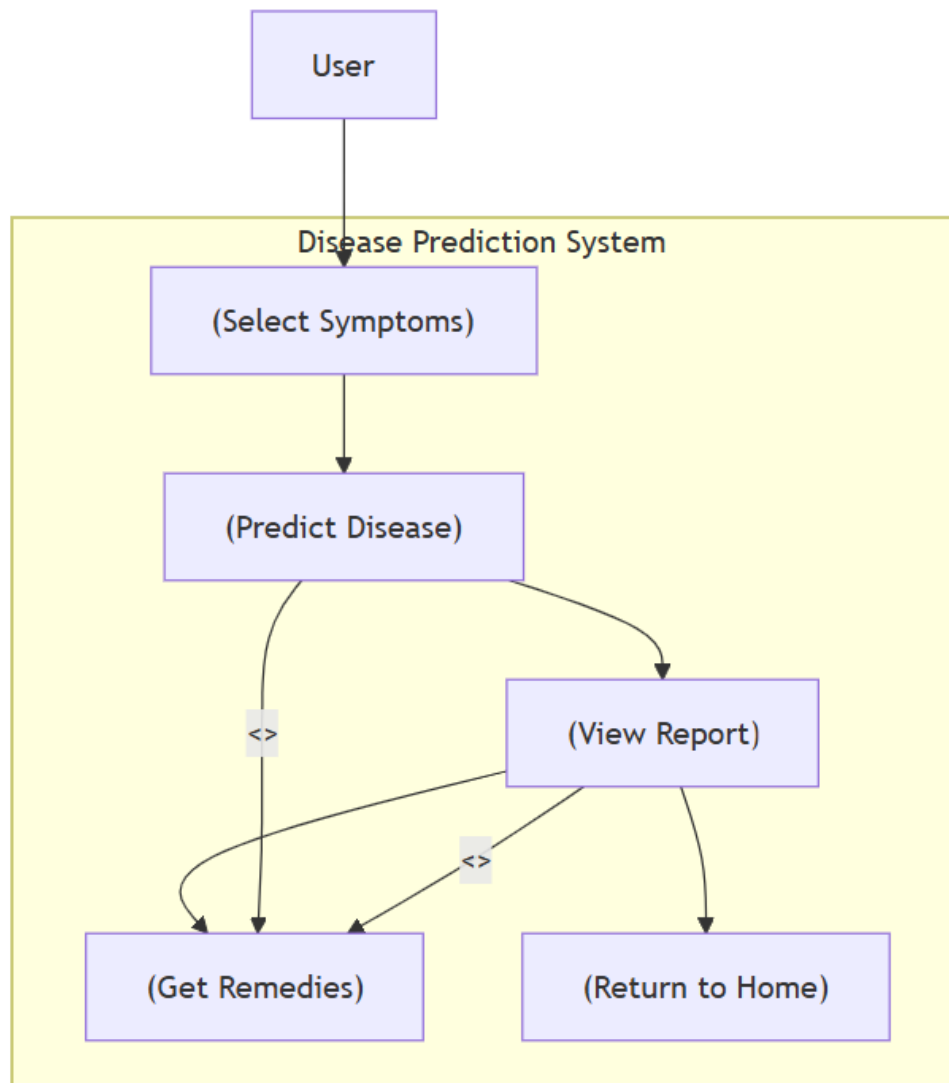 User
Disease Prediction System
(Select Symptoms)
(Predict Disease)
<>
(View Report)
<>
(Get Remedies)
(Return to Home)